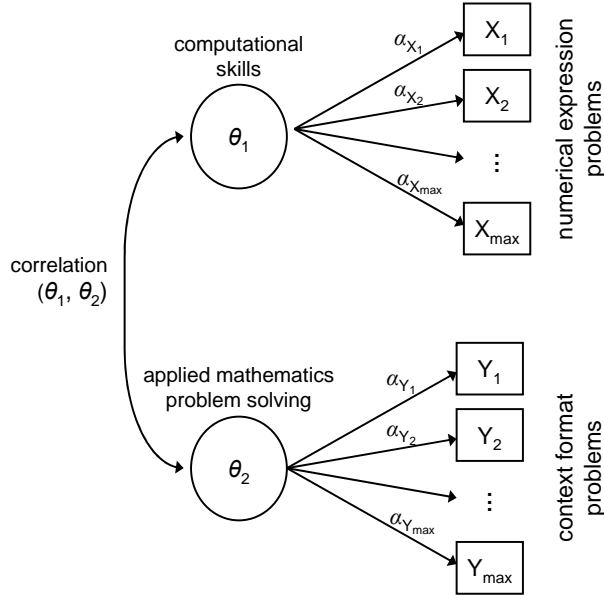 computational
skills
θ1
αX1
αX2
αXmax
X1
X2
⋮
Xmax
numerical expression
problems
correlation
(θ1, θ2)
applied mathematics
problem solving
θ2
αY1
αY2
αYmax
Y1
Y2
⋮
Ymax
context format
problems